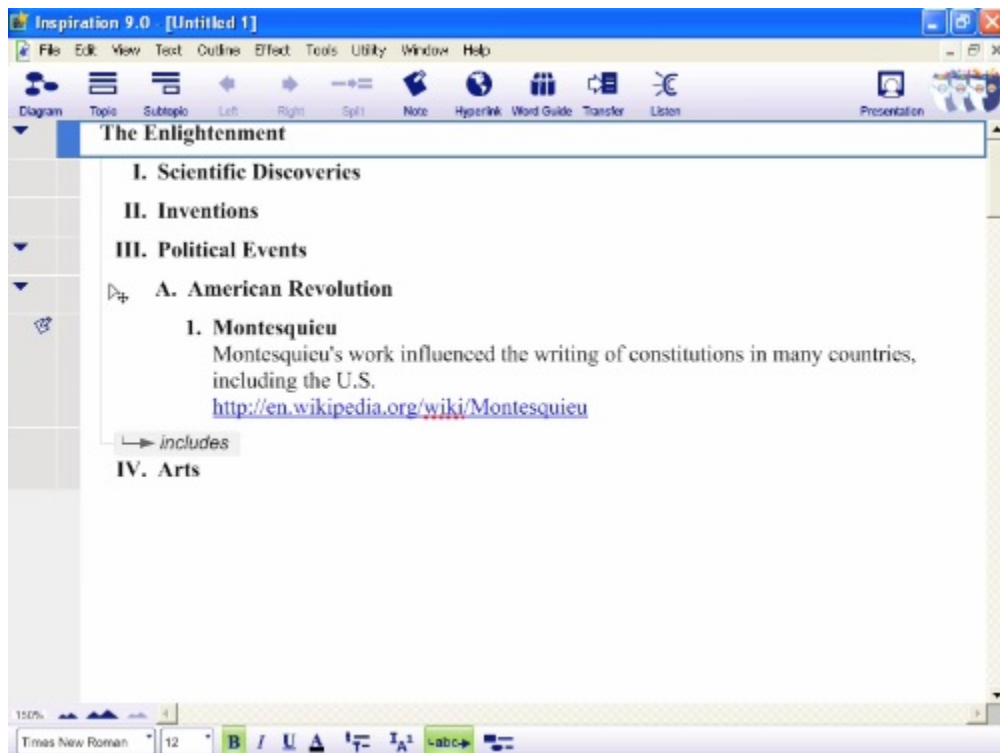 Inspiration 9.0 - [Untitled 1]
File Edit View Text Outline Effect Tools Utility Window Help
Diagram Topic Subtopic Left Right Split Note Hyperlink Word Guide Transfer Listen Presentation
The Enlightenment
I. Scientific Discoveries
II. Inventions
III. Political Events
A. American Revolution
1. Montesquieu
Montesquieu's work influenced the writing of constitutions in many countries,
including the U.S.
http://en.wikipedia.org/wiki/Montesquieu
includes
IV. Arts
150%
Times New Roman 12 B I U A abc